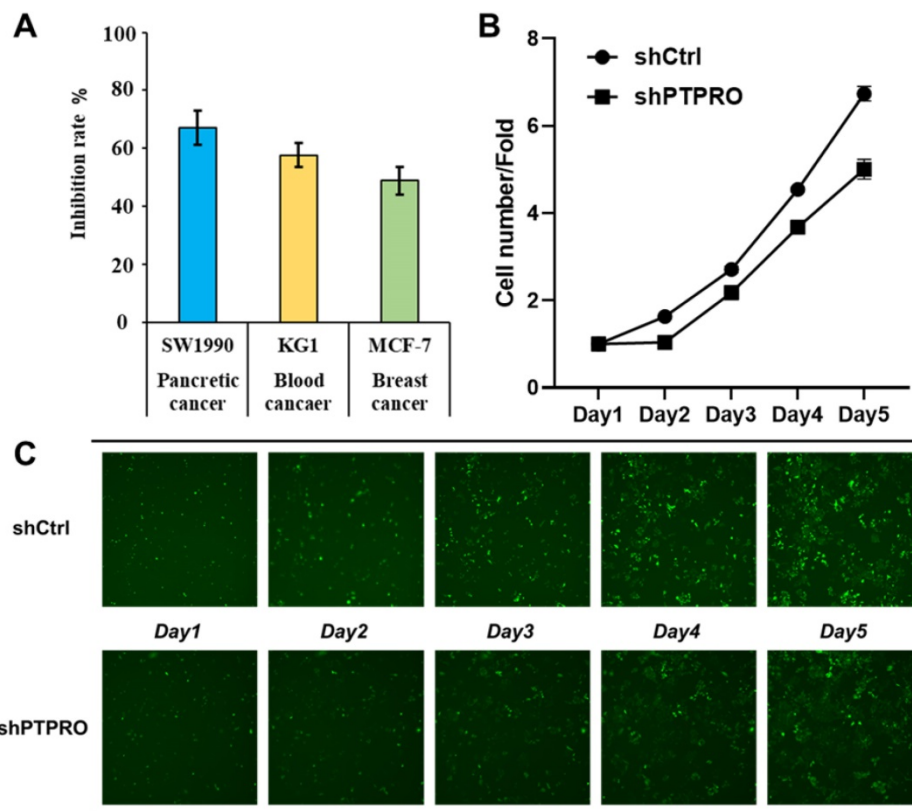 A
100
80
60
40
20
0
Inhibition rate %
SW1990 KG1 MCF-7
Pancretic Blood Breast
cancer cancaer cancer
B
8
6
4
2
0
Cell number/Fold
shCtrl
shPTPRO
Day1 Day2 Day3 Day4 Day5
C
shCtrl
Day1 Day2 Day3 Day4 Day5
shPTPRO